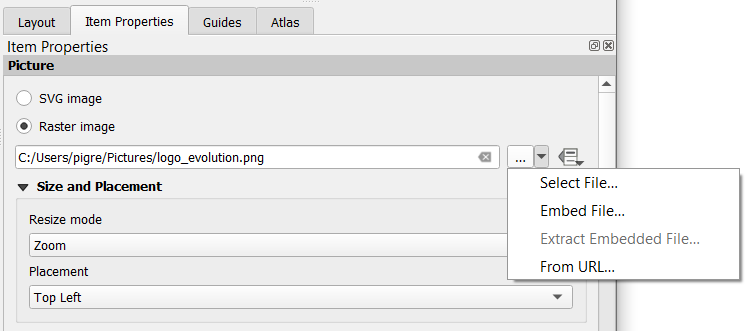 Layout Item Properties Guides Atlas
Item Properties
Picture
SVG image
Raster image
C:/Users/pigre/Pictures/logo_evolution.png ...
Select File...
Size and Placement
Embed File...
Resize mode
Extract Embedded File...
Zoom
From URL...
Placement
Top Left